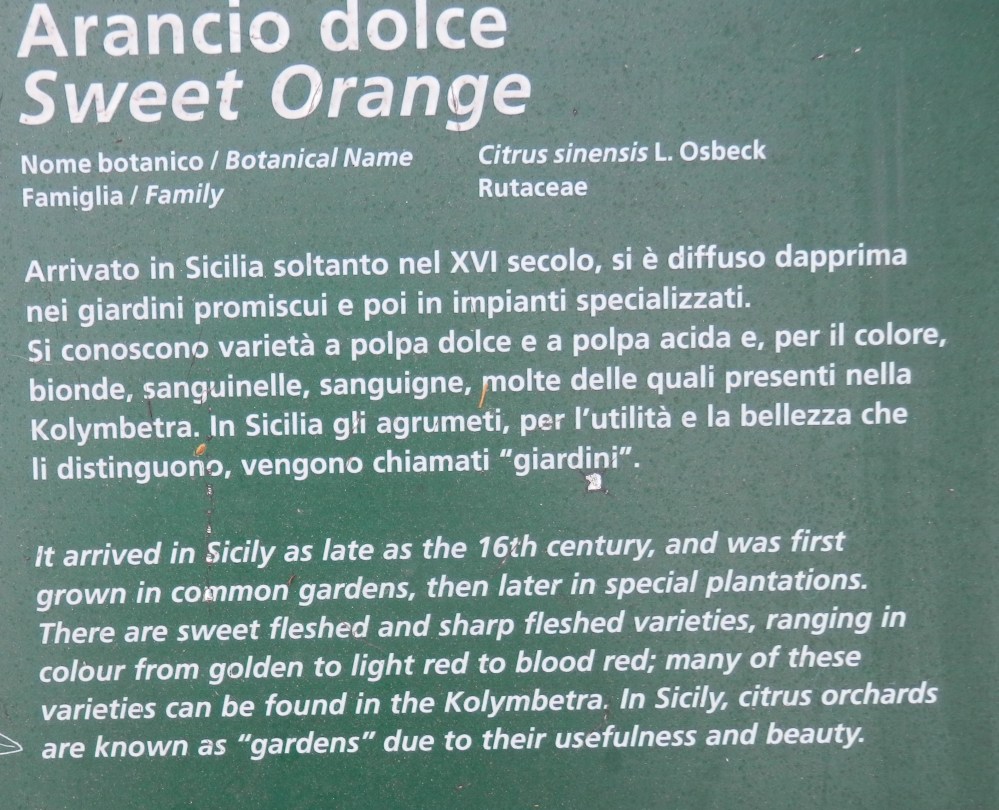 Arancio dolce
Sweet Orange
Nome botanico / Botanical Name Citrus sinensis L. Osbeck
Famiglia / Family Rutaceae
Arrivato in Sicilia soltanto nel XVI secolo, si è diffuso dapprima
nei giardini promiscui e poi in impianti specializzati.
Si conoscono varietà a polpa dolce e a polpa acida e, per il colore,
bionde, sanguinelle, sanguigne, molte delle quali presenti nella
Kolymbetra. In Sicilia gli agrumeti, per l’utilità e la bellezza che
li distinguono, vengono chiamati “giardini”.
It arrived in Sicily as late as the 16th century, and was first
grown in common gardens, then later in special plantations.
There are sweet fleshed and sharp fleshed varieties, ranging in
colour from golden to light red to blood red; many of these
varieties can be found in the Kolymbetra. In Sicily, citrus orchards
are known as “gardens” due to their usefulness and beauty.